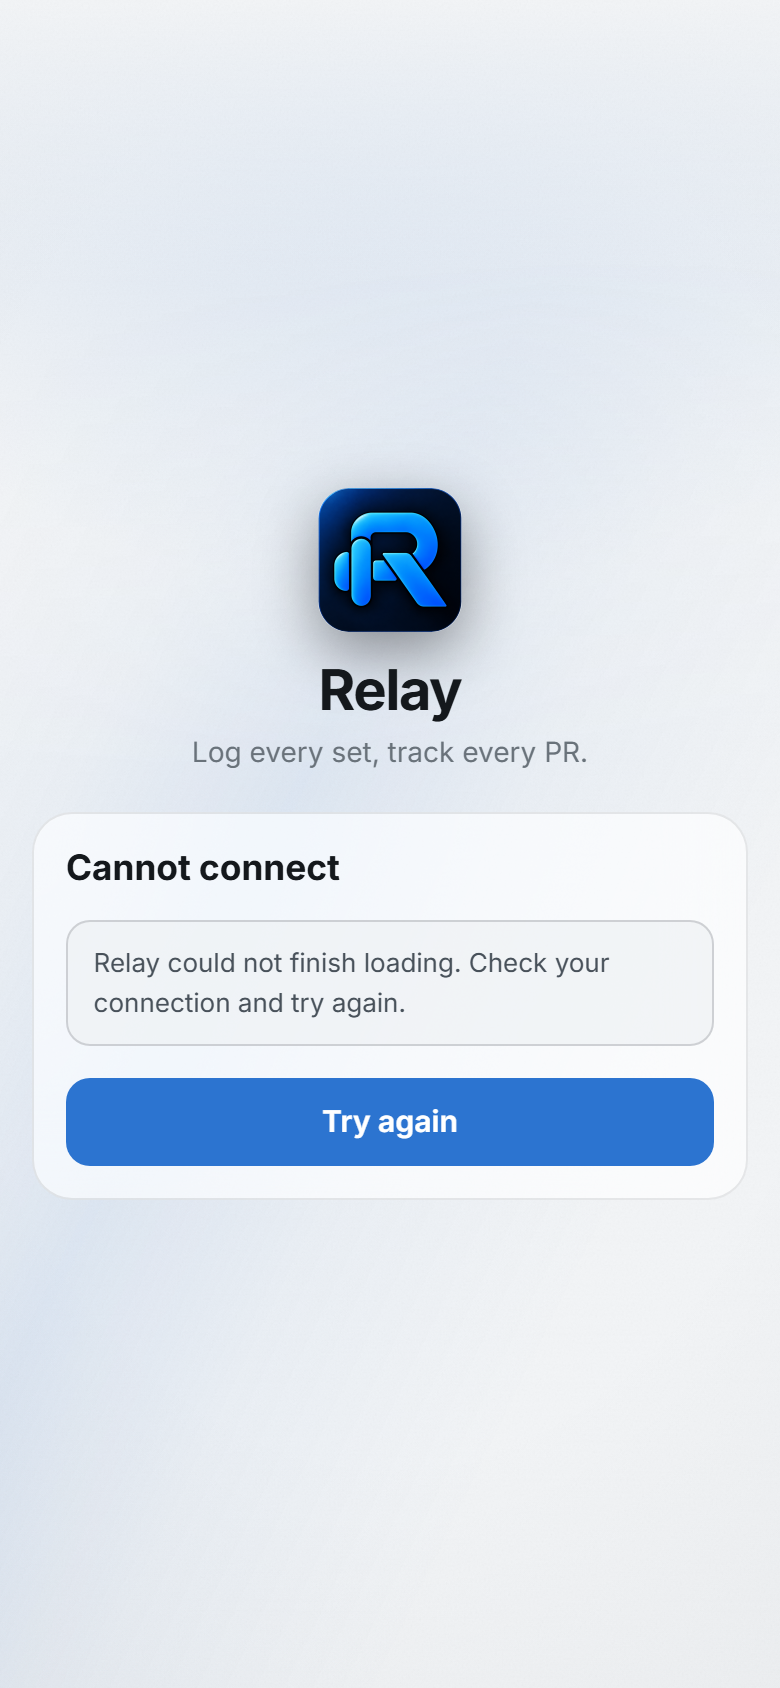 Relay
Log every set, track every PR.
Cannot connect
Relay could not finish loading. Check your
connection and try again.
Try again